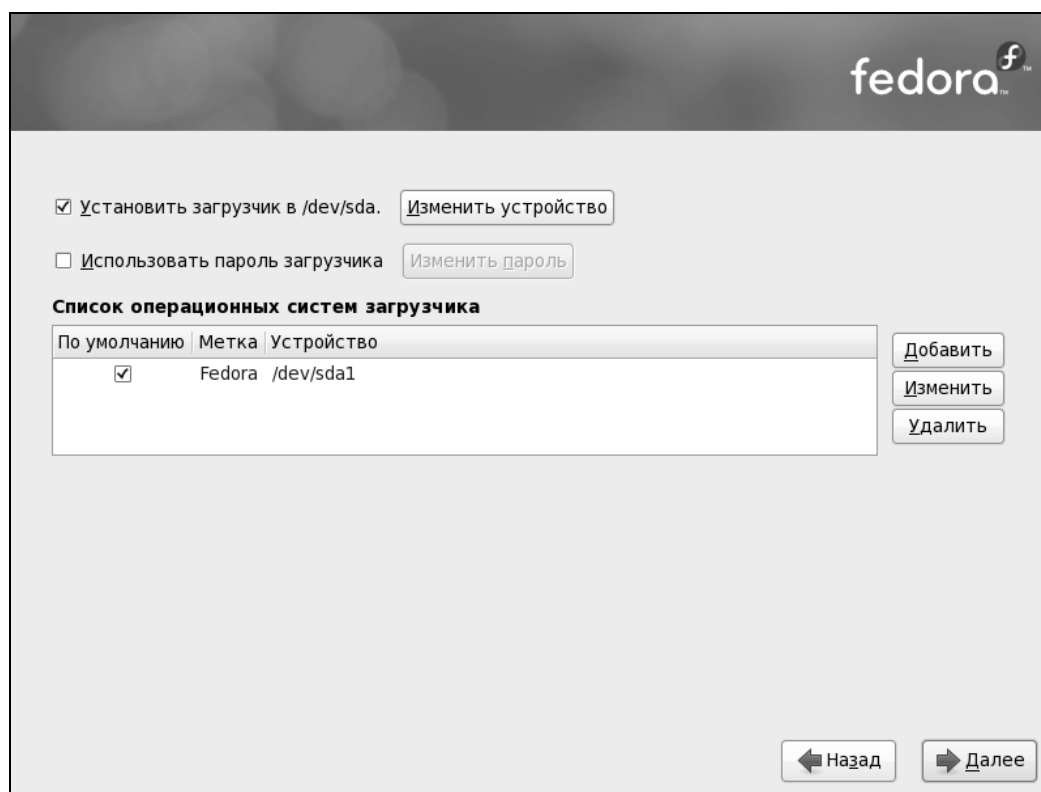 fedora
Установить загрузчик в /dev/sda. Изменить устройство
Использовать пароль загрузчика Изменить пароль
Список операционных систем загрузчика
По умолчанию Метка Устройство
Fedora /dev/sda1
Добавить
Изменить
Удалить
Назад Далее